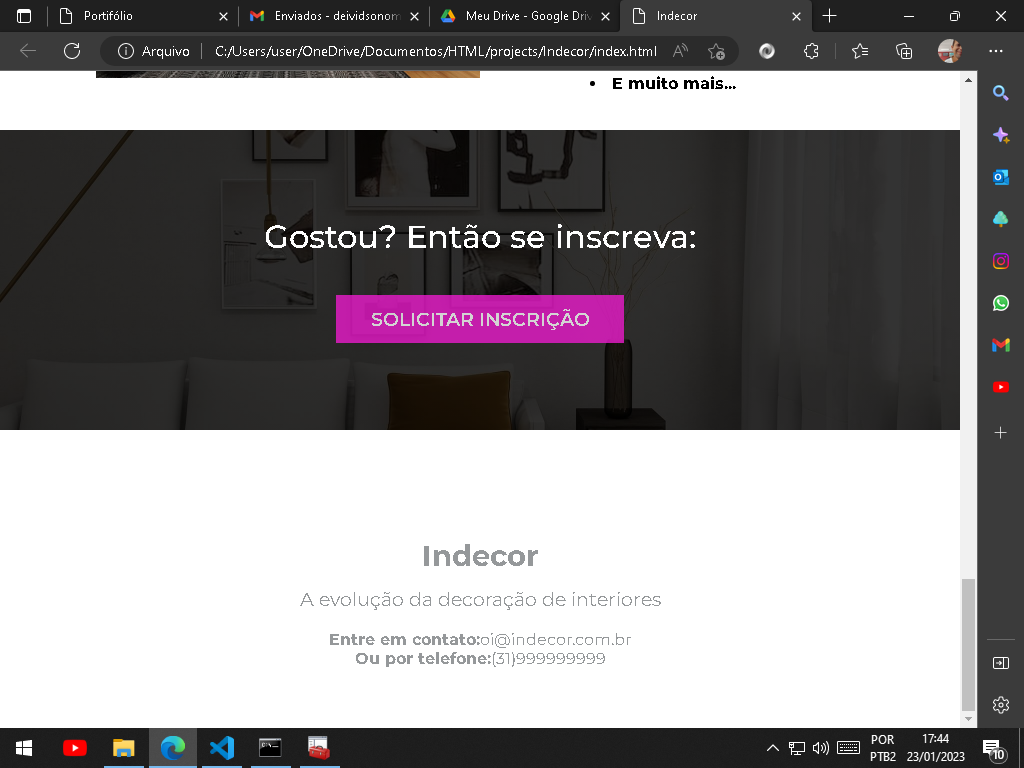 Portifólio
Enviados - deividsonom
Meu Drive - Google Driv
Indecor
Arquivo
C:/Users/user/OneDrive/Documentos/HTML/projects/Indecor/index.html
• E muito mais...
Gostou? Então se inscreva:
SOLICITAR INSCRIÇÃO
Indecor
A evolução da decoração de interiores
Entre em contato:oi@indecor.com.br
Ou por telefone:(31)999999999
POR
PTB2
17:44
23/01/2023
10